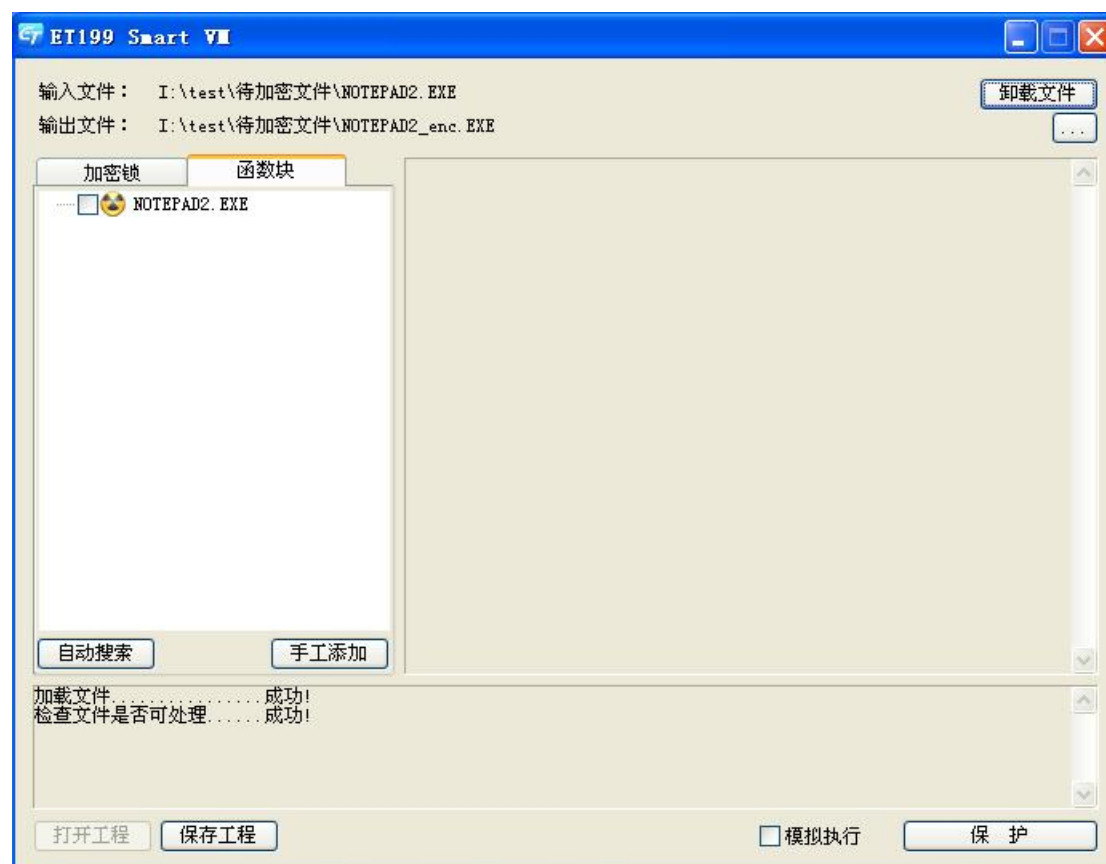 ET199 Smart VM
输入文件： I:\test\待加密文件\NOTEPAD2.EXE
卸载文件
输出文件： I:\test\待加密文件\NOTEPAD2_enc.EXE
...
加密锁 函数块
NOTEPAD2.EXE
自动搜索 手工添加
加载文件................成功!
检查文件是否可处理......成功!
打开工程 保存工程 模拟执行 保 护